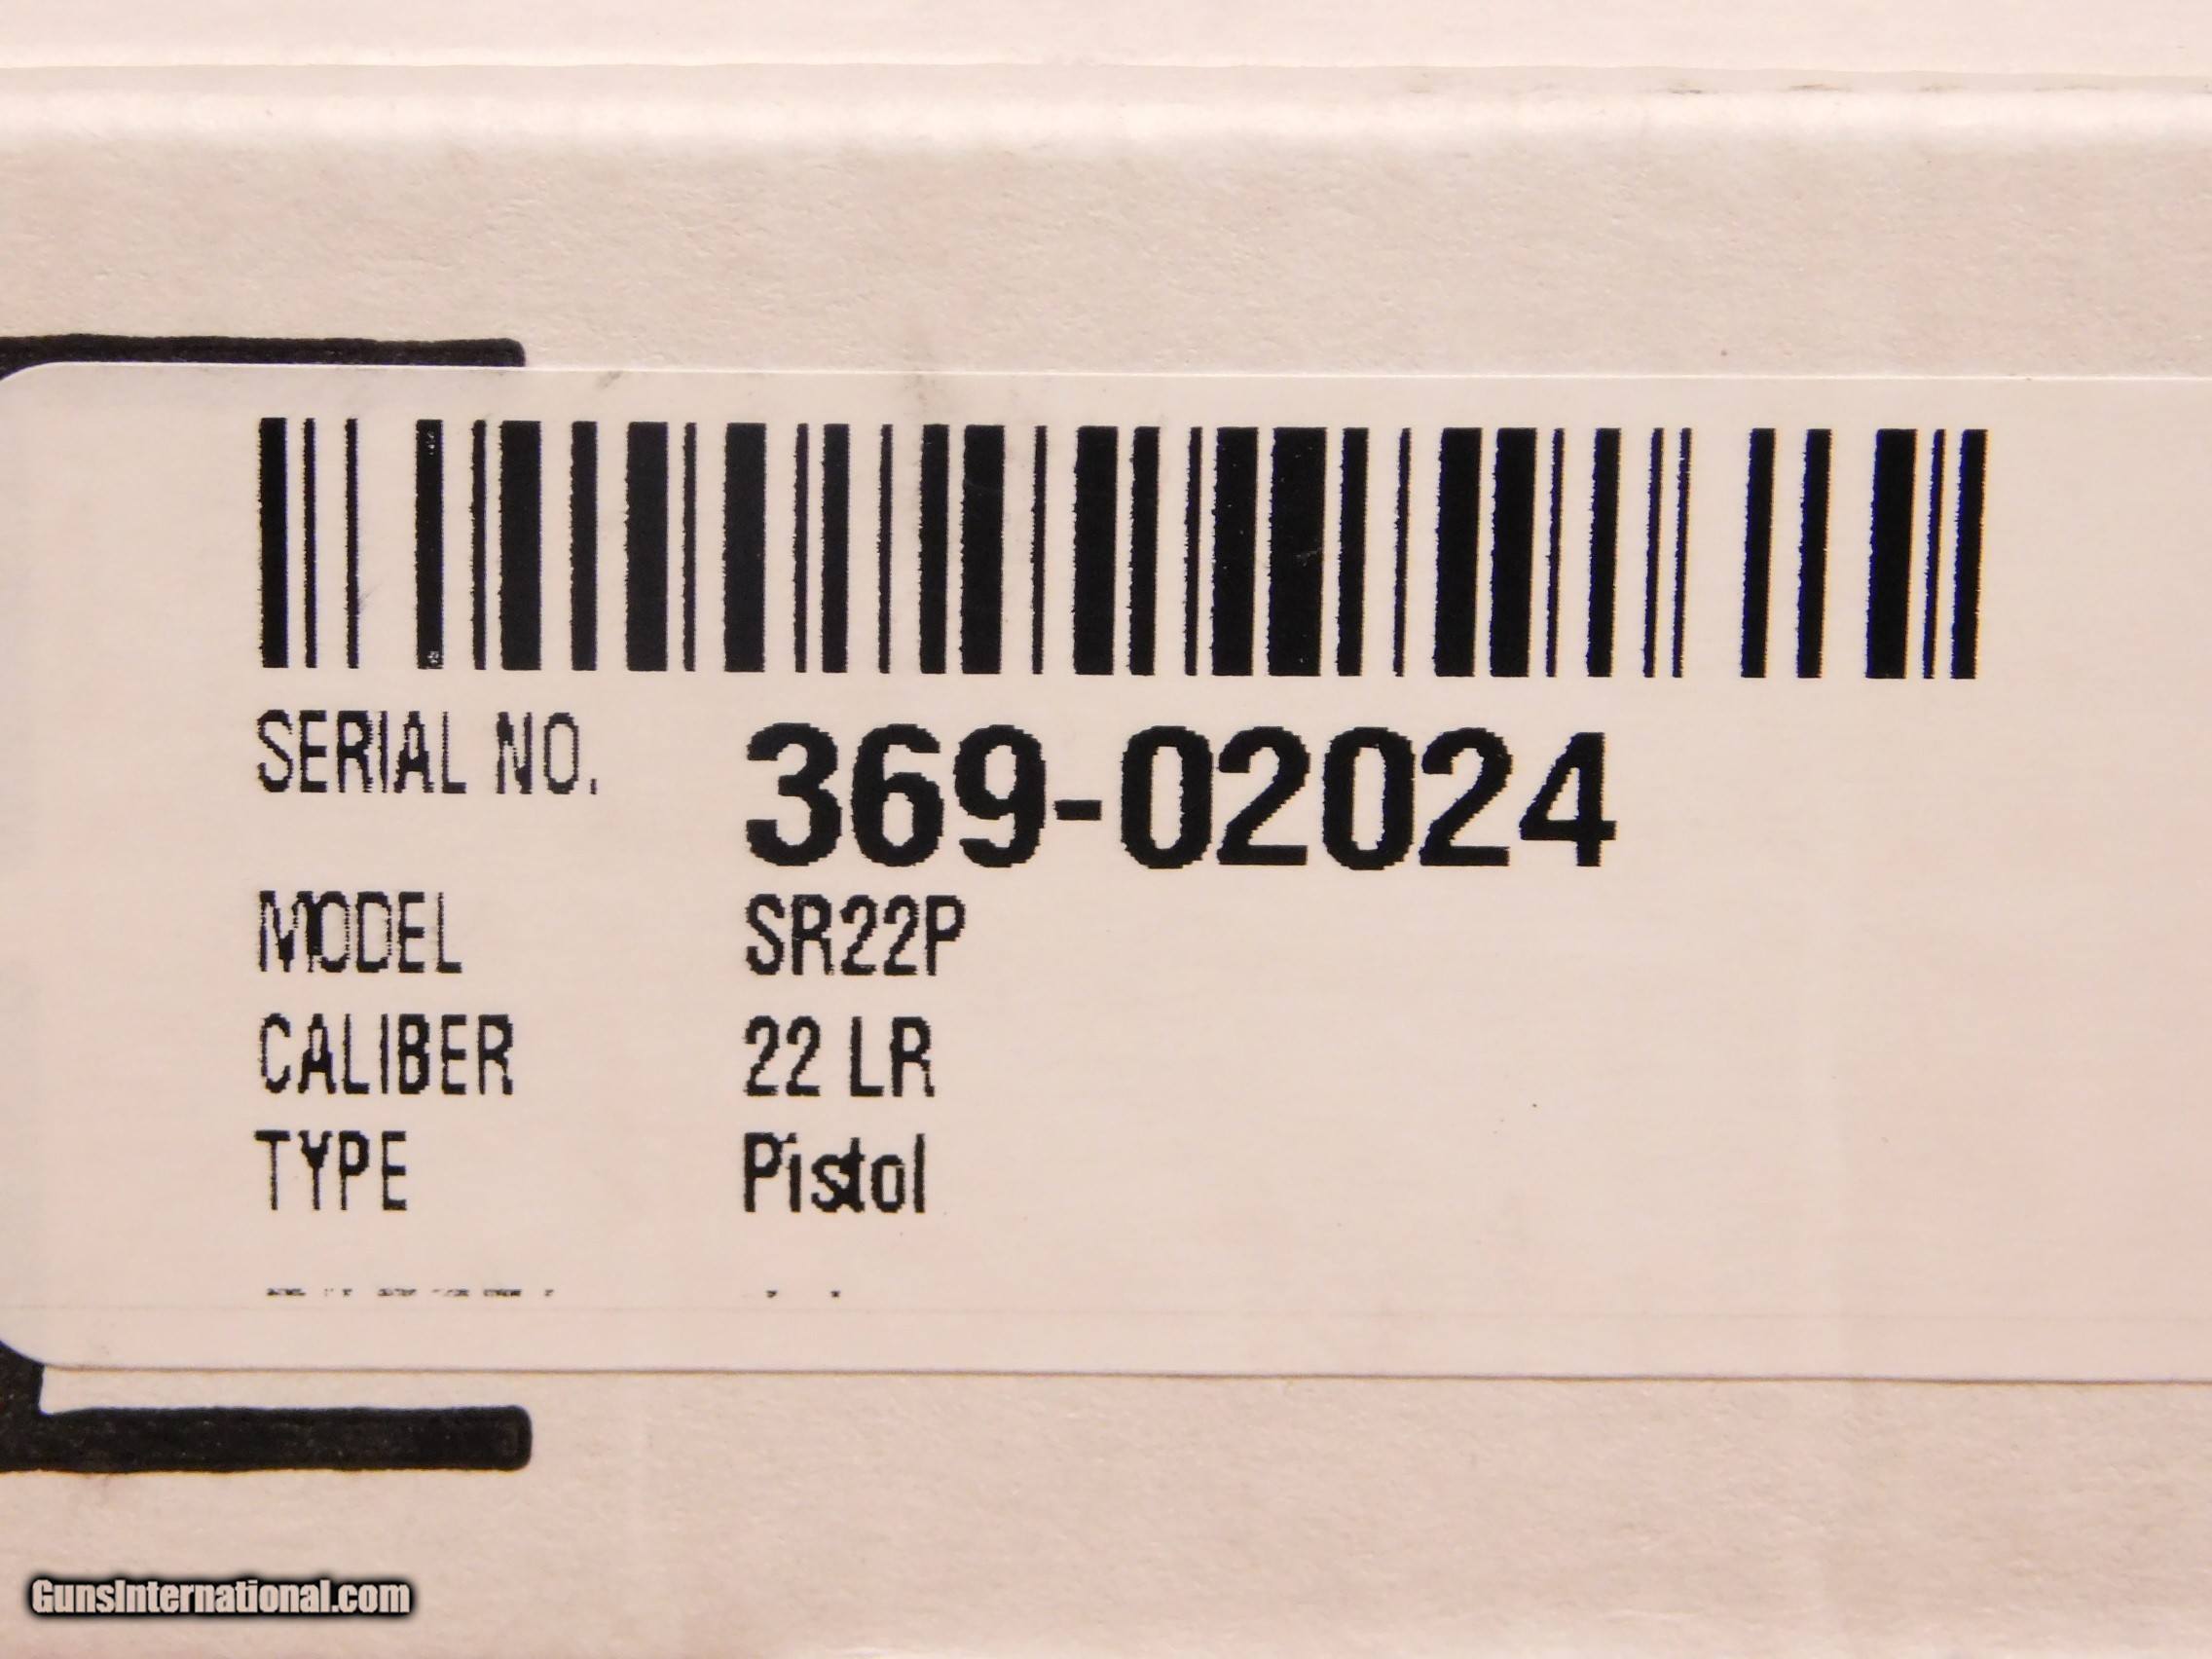 SERIAL NO. 369-02024
MODEL SR22P
CALIBER 22 LR
TYPE Pistol
GunsInternational.com